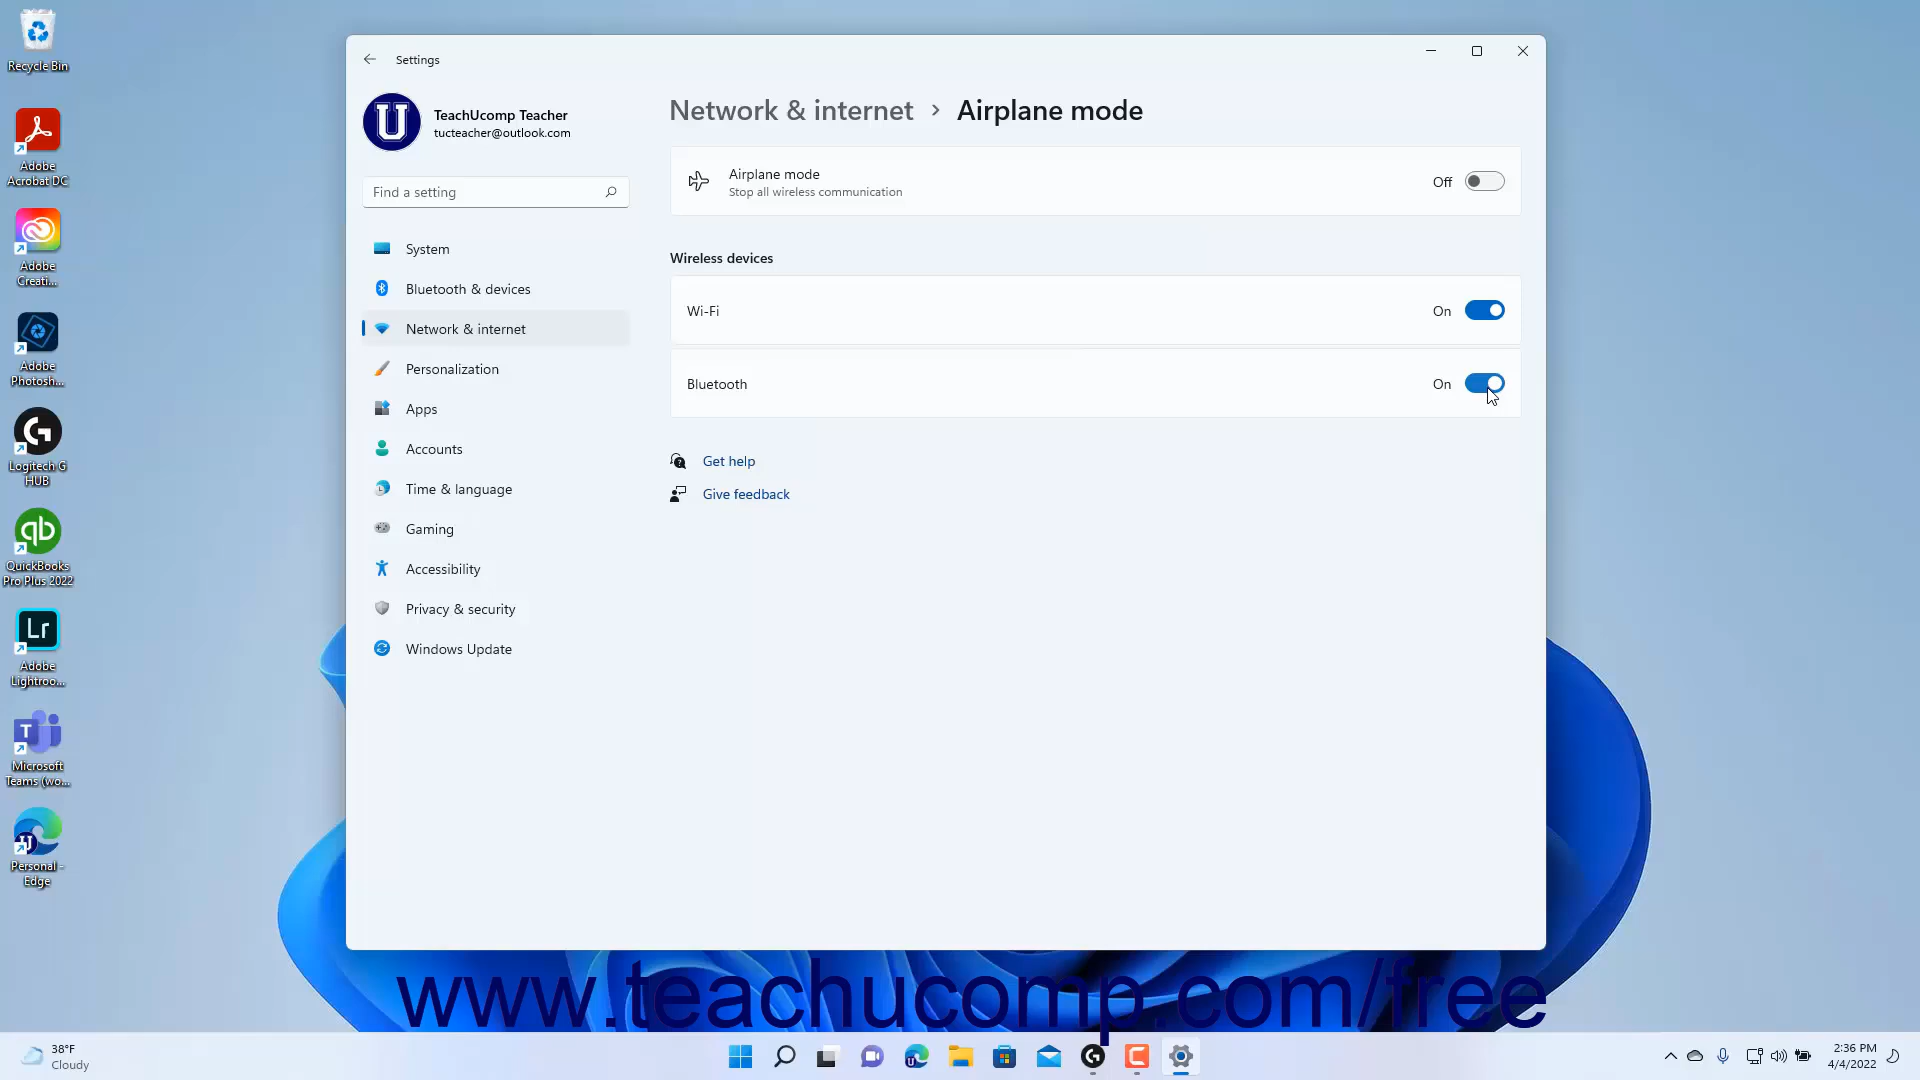 Recycle Bin
Adobe
Acrobat DC
Adobe
Creati...
Adobe
Photosh...
Logitech G
HUB
QuickBooks
Pro Plus 2022
Lr
Adobe
Lightroo...
Microsoft
Teams (wo...
Personal -
Edge
Settings
TeachUcomp Teacher
tucteacher@outlook.com
Find a setting
System
Bluetooth & devices
Network & internet
Personalization
Apps
Accounts
Time & language
Gaming
Accessibility
Privacy & security
Windows Update
Network & internet > Airplane mode
Airplane mode
Stop all wireless communication
Off
Wireless devices
Wi-Fi
On
Bluetooth
On
Get help
Give feedback
www.teachucomp.com/free
38°F
Cloudy
2:36 PM
4/4/2022